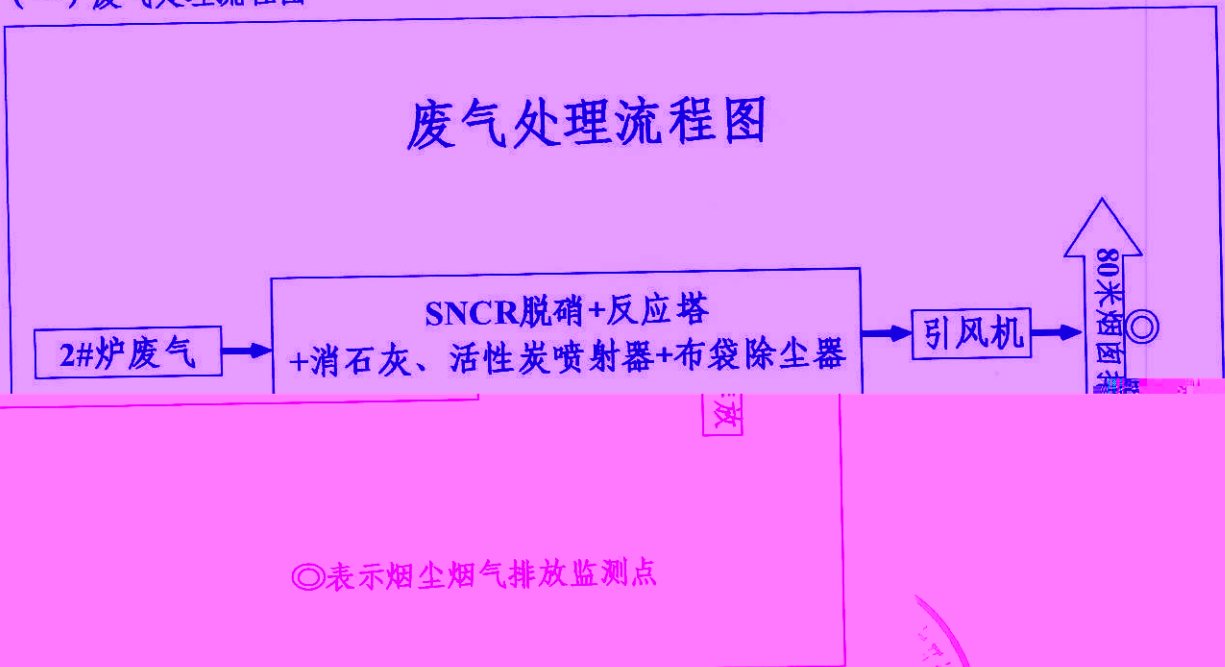 废气处理流程图
SNCR脱硝+反应塔
+消石灰、活性炭喷射器+布袋除尘器
2#炉废气
引风机
80米烟囱
放
◎
◎表示烟尘烟气排放监测点